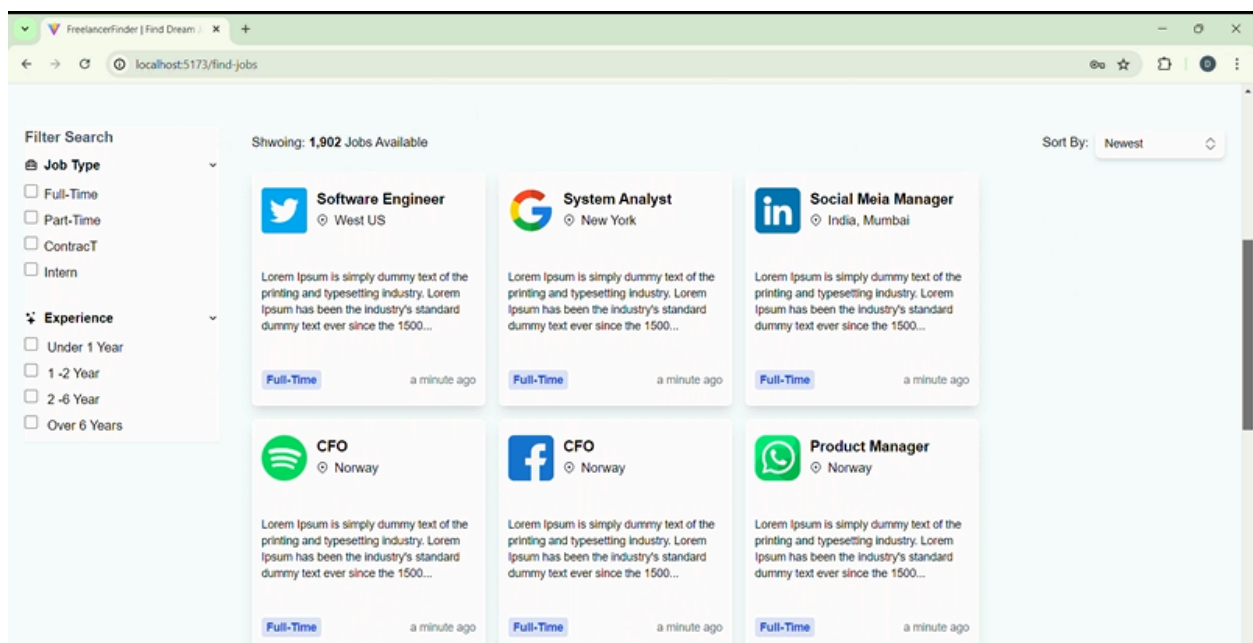 FreelancerFinder | Find Dream J
localhost:5173/find-jobs
D
Filter Search
Job Type
Full-Time
Part-Time
ContracT
Intern
Experience
Under 1 Year
1 -2 Year
2 -6 Year
Over 6 Years
Shwoing: 1,902 Jobs Available
Sort By: Newest
Software Engineer
West US
Lorem Ipsum is simply dummy text of the
printing and typesetting industry. Lorem
Ipsum has been the industry's standard
dummy text ever since the 1500...
Full-Time a minute ago
System Analyst
New York
Lorem Ipsum is simply dummy text of the
printing and typesetting industry. Lorem
Ipsum has been the industry's standard
dummy text ever since the 1500...
Full-Time a minute ago
in
Social Meia Manager
India, Mumbai
Lorem Ipsum is simply dummy text of the
printing and typesetting industry. Lorem
Ipsum has been the industry's standard
dummy text ever since the 1500...
Full-Time a minute ago
CFO
Norway
Lorem Ipsum is simply dummy text of the
printing and typesetting industry. Lorem
Ipsum has been the industry's standard
dummy text ever since the 1500...
Full-Time a minute ago
CFO
Norway
Lorem Ipsum is simply dummy text of the
printing and typesetting industry. Lorem
Ipsum has been the industry's standard
dummy text ever since the 1500...
Full-Time a minute ago
Product Manager
Norway
Lorem Ipsum is simply dummy text of the
printing and typesetting industry. Lorem
Ipsum has been the industry's standard
dummy text ever since the 1500...
Full-Time a minute ago